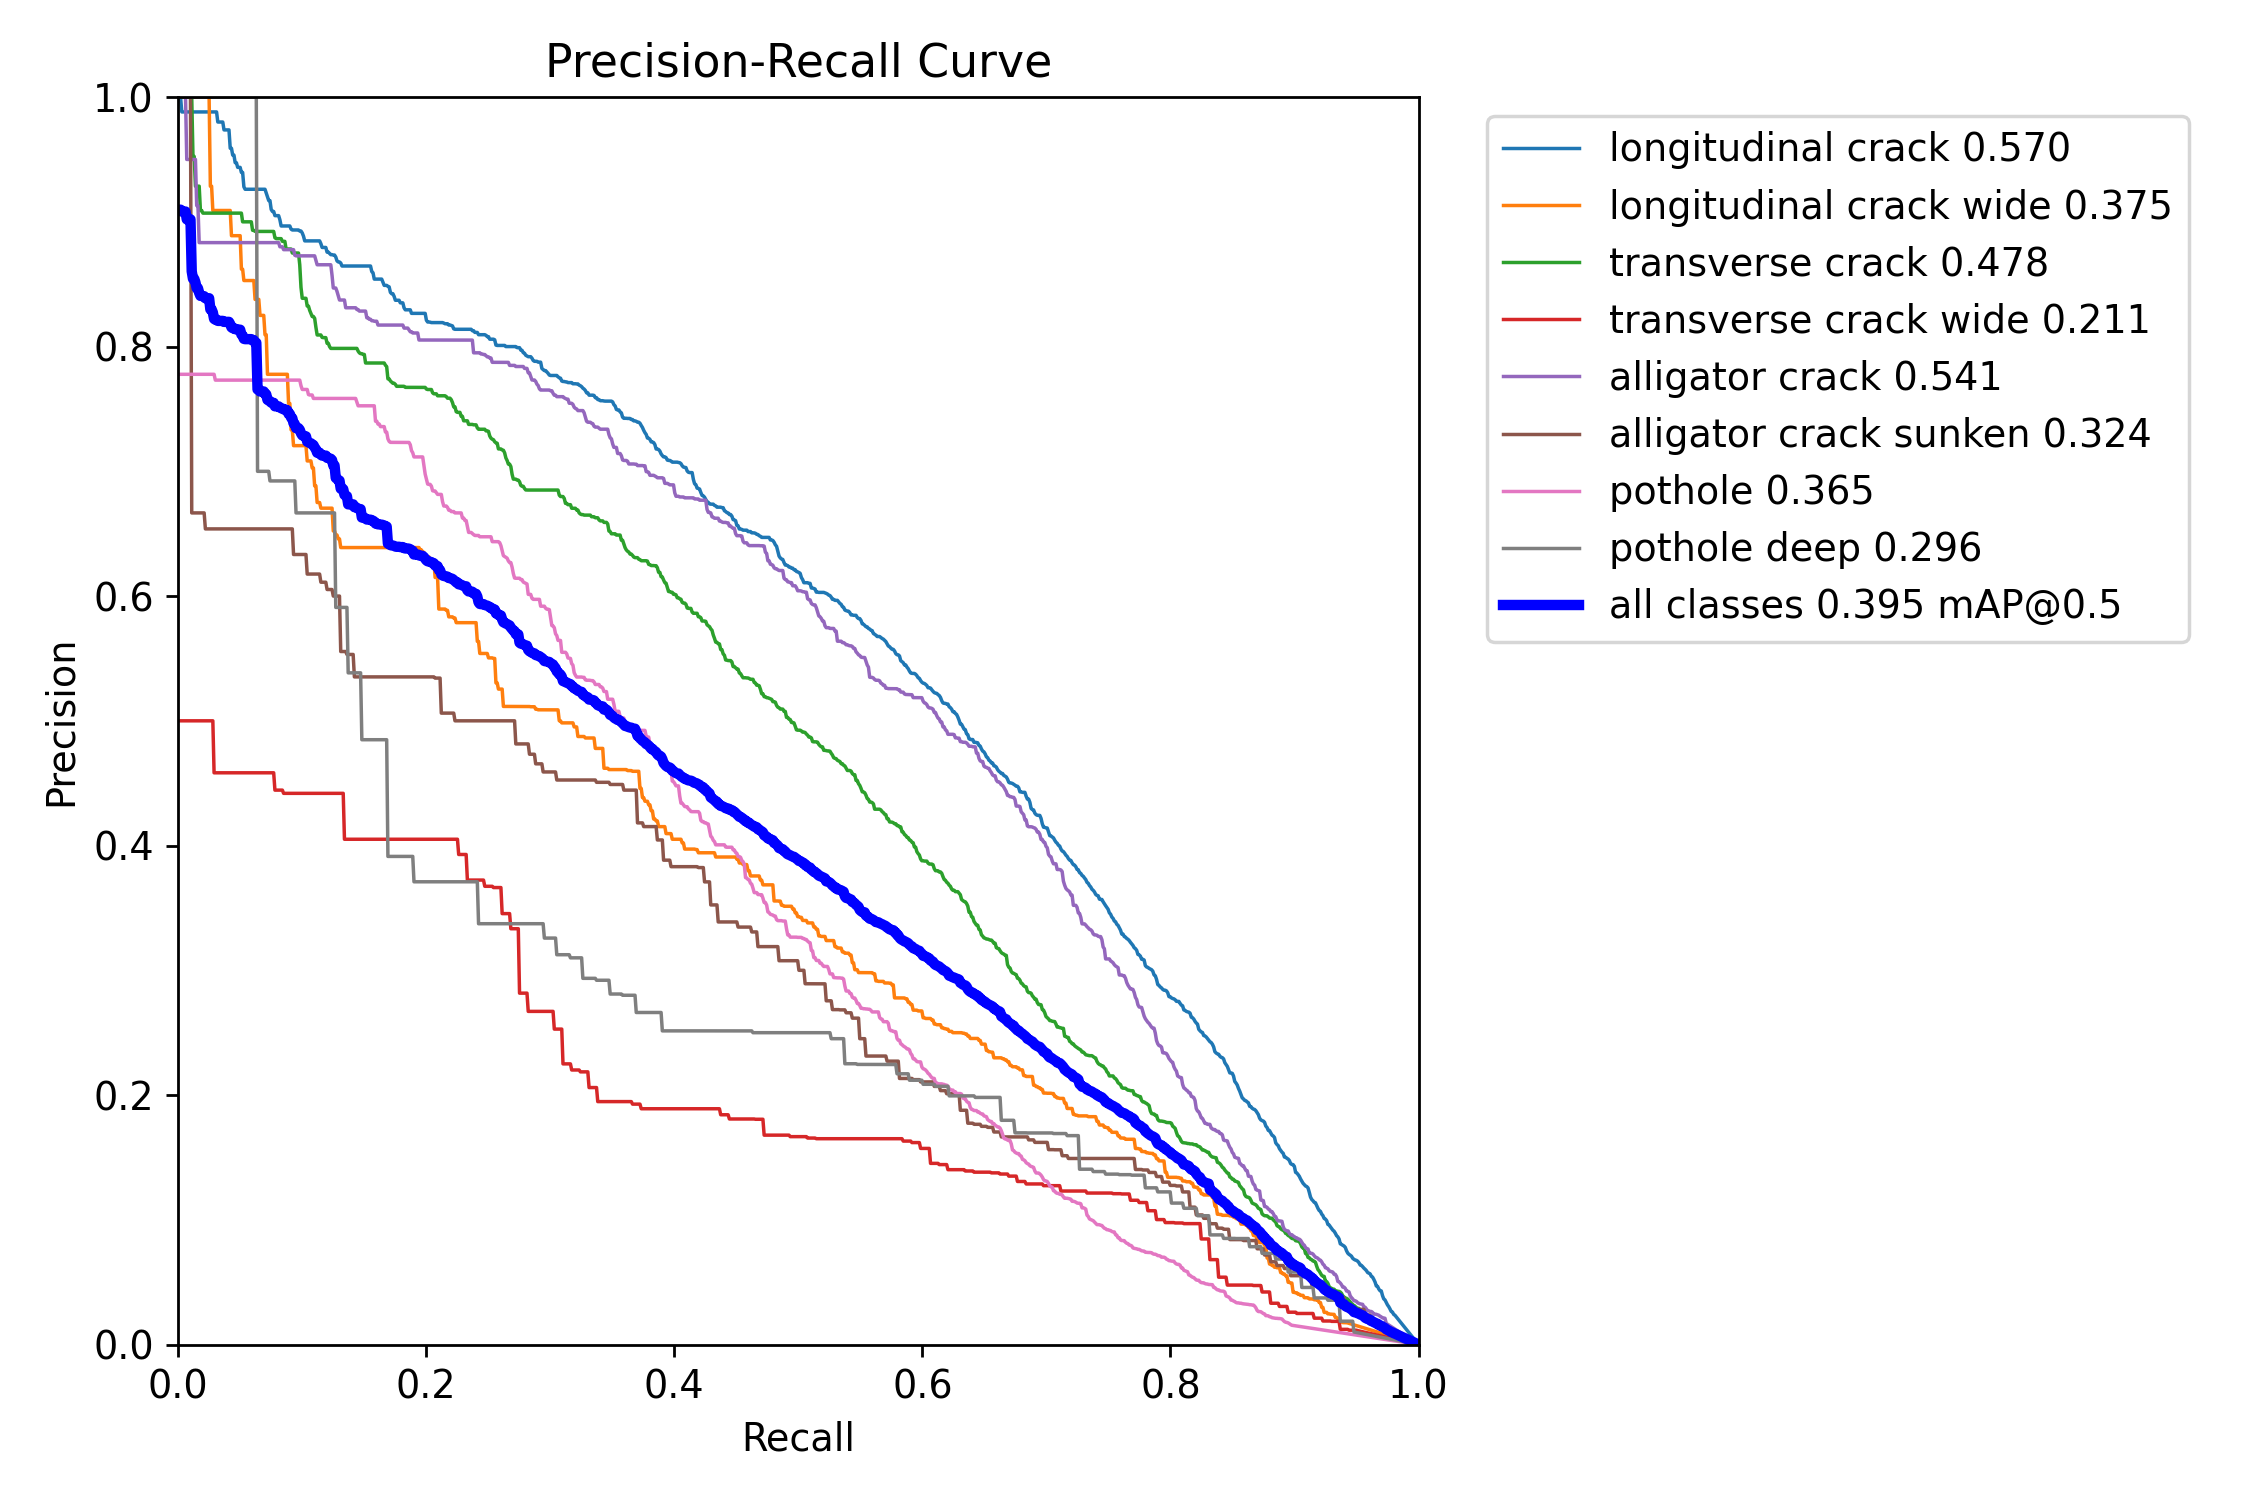 Precision-Recall Curve
1.0
0.8
0.6
0.4
0.2
0.0
Precision
0.0 0.2 0.4 0.6 0.8 1.0
Recall
longitudinal crack 0.570
longitudinal crack wide 0.375
transverse crack 0.478
transverse crack wide 0.211
alligator crack 0.541
alligator crack sunken 0.324
pothole 0.365
pothole deep 0.296
all classes 0.395 mAP@0.5